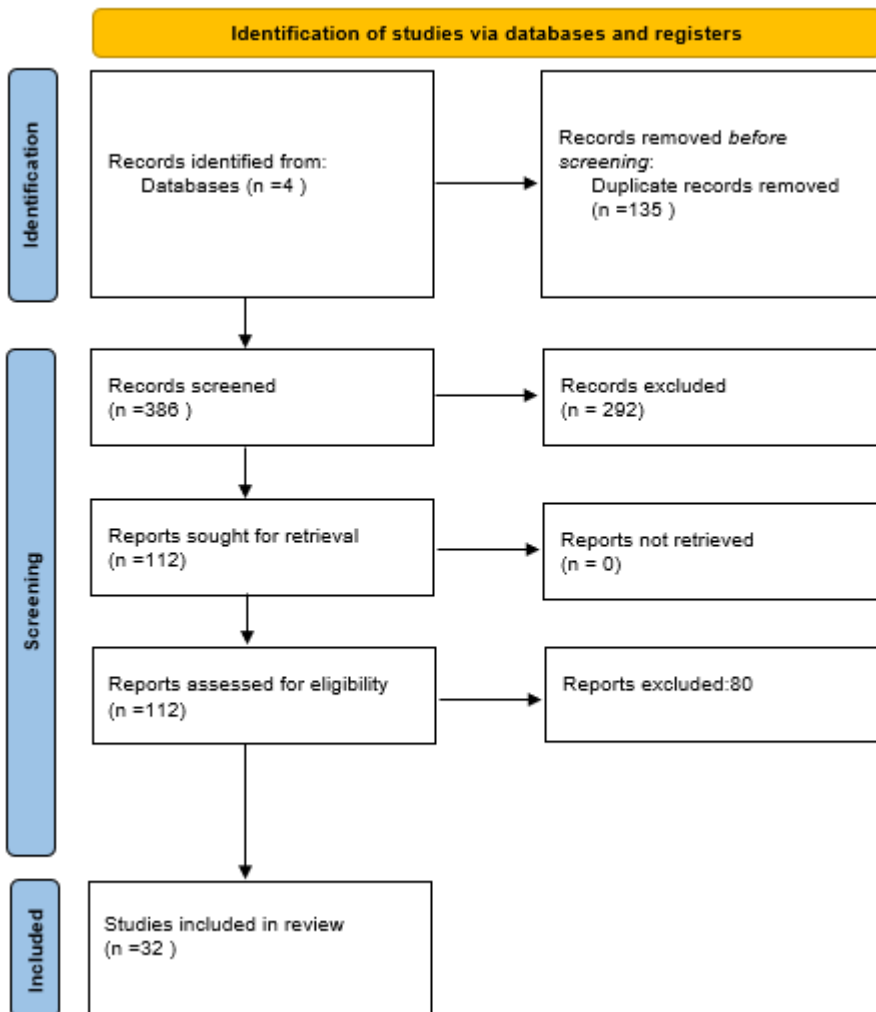 Identification of studies via databases and registers
Identification
Records identified from:
Databases (n =4 )
Records removed before
screening:
Duplicate records removed
(n =135 )
Screening
Records screened
(n =386 )
Records excluded
(n = 292)
Reports sought for retrieval
(n =112)
Reports not retrieved
(n = 0)
Reports assessed for eligibility
(n =112)
Reports excluded:80
Included
Studies included in review
(n =32 )